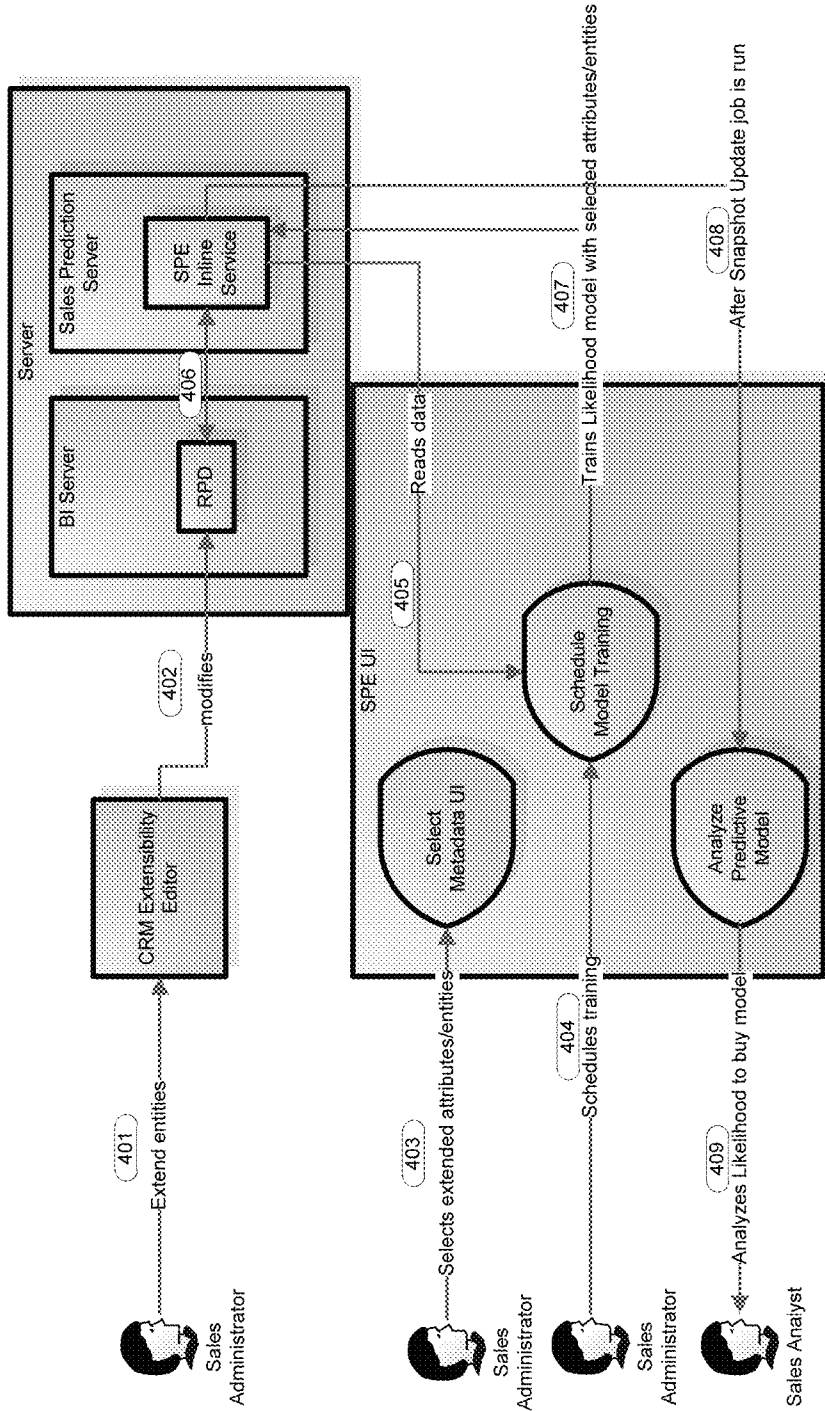 Sales
Administrator
401
Extend entities
CRM Extensibility
Editor
402
modifies
Server
BI Server
RPD
406
Sales Prediction
Server
SPE
Inline
Service
SPE UI
Sales
Administrator
403
Selects extended attributes/entities
Select
Metadata UI
405
Reads data
Sales
Administrator
404
Schedules training
Schedule
Model Training
407
Trains Likelihood model with selected attributes/entities
Sales Analyst
409
Analyzes Likelihood to buy model
Analyze
Predictive
Model
408
After Snapshot Update job is run